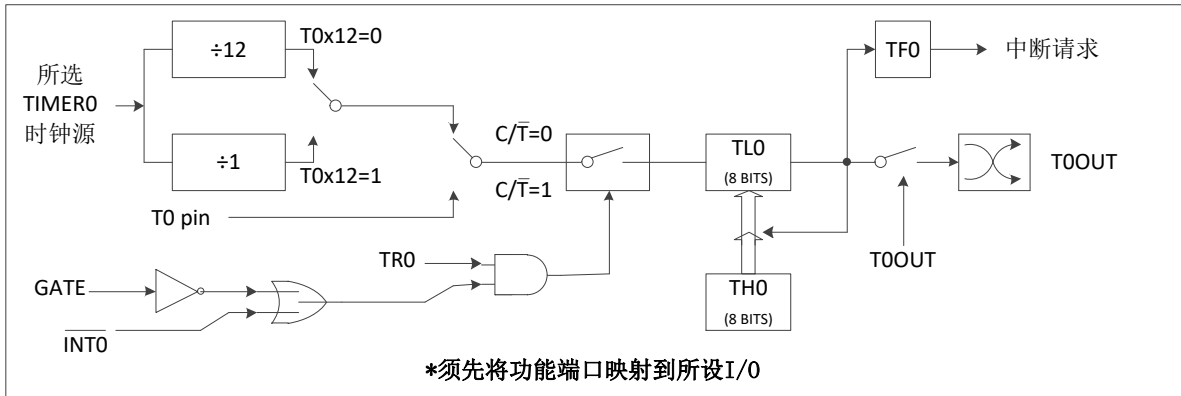 ÷12
T0x12=0
所选
TIMER0
时钟源
÷1
T0x12=1
T0 pin
C/T̅=0
C/T̅=1
TL0
(8 BITS)
TF0
中断请求
T0OUT
T0OUT
TR0
TH0
(8 BITS)
GATE
I̅N̅T̅0̅
*须先将功能端口映射到所设I/O